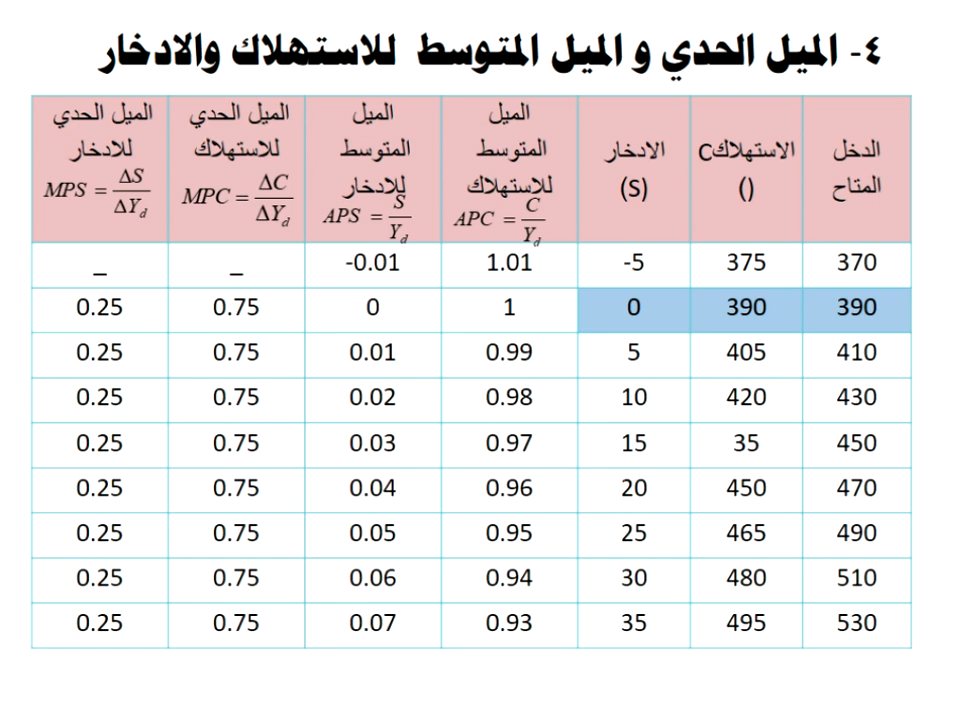 ٤- الميل الحدي و الميل المتوسط للاستهلاك والادخار
الدخل المتاح
الاستهلاكC ()
الادخار (S)
الميل المتوسط للاستهلاك APC = C/Yd
الميل المتوسط للادخار APS = S/Yd
الميل الحدي للاستهلاك MPC = ΔC/ΔYd
الميل الحدي للادخار MPS = ΔS/ΔYd
370 375 -5 1.01 -0.01 _ _
390 390 0 1 0 0.75 0.25
410 405 5 0.99 0.01 0.75 0.25
430 420 10 0.98 0.02 0.75 0.25
450 35 15 0.97 0.03 0.75 0.25
470 450 20 0.96 0.04 0.75 0.25
490 465 25 0.95 0.05 0.75 0.25
510 480 30 0.94 0.06 0.75 0.25
530 495 35 0.93 0.07 0.75 0.25